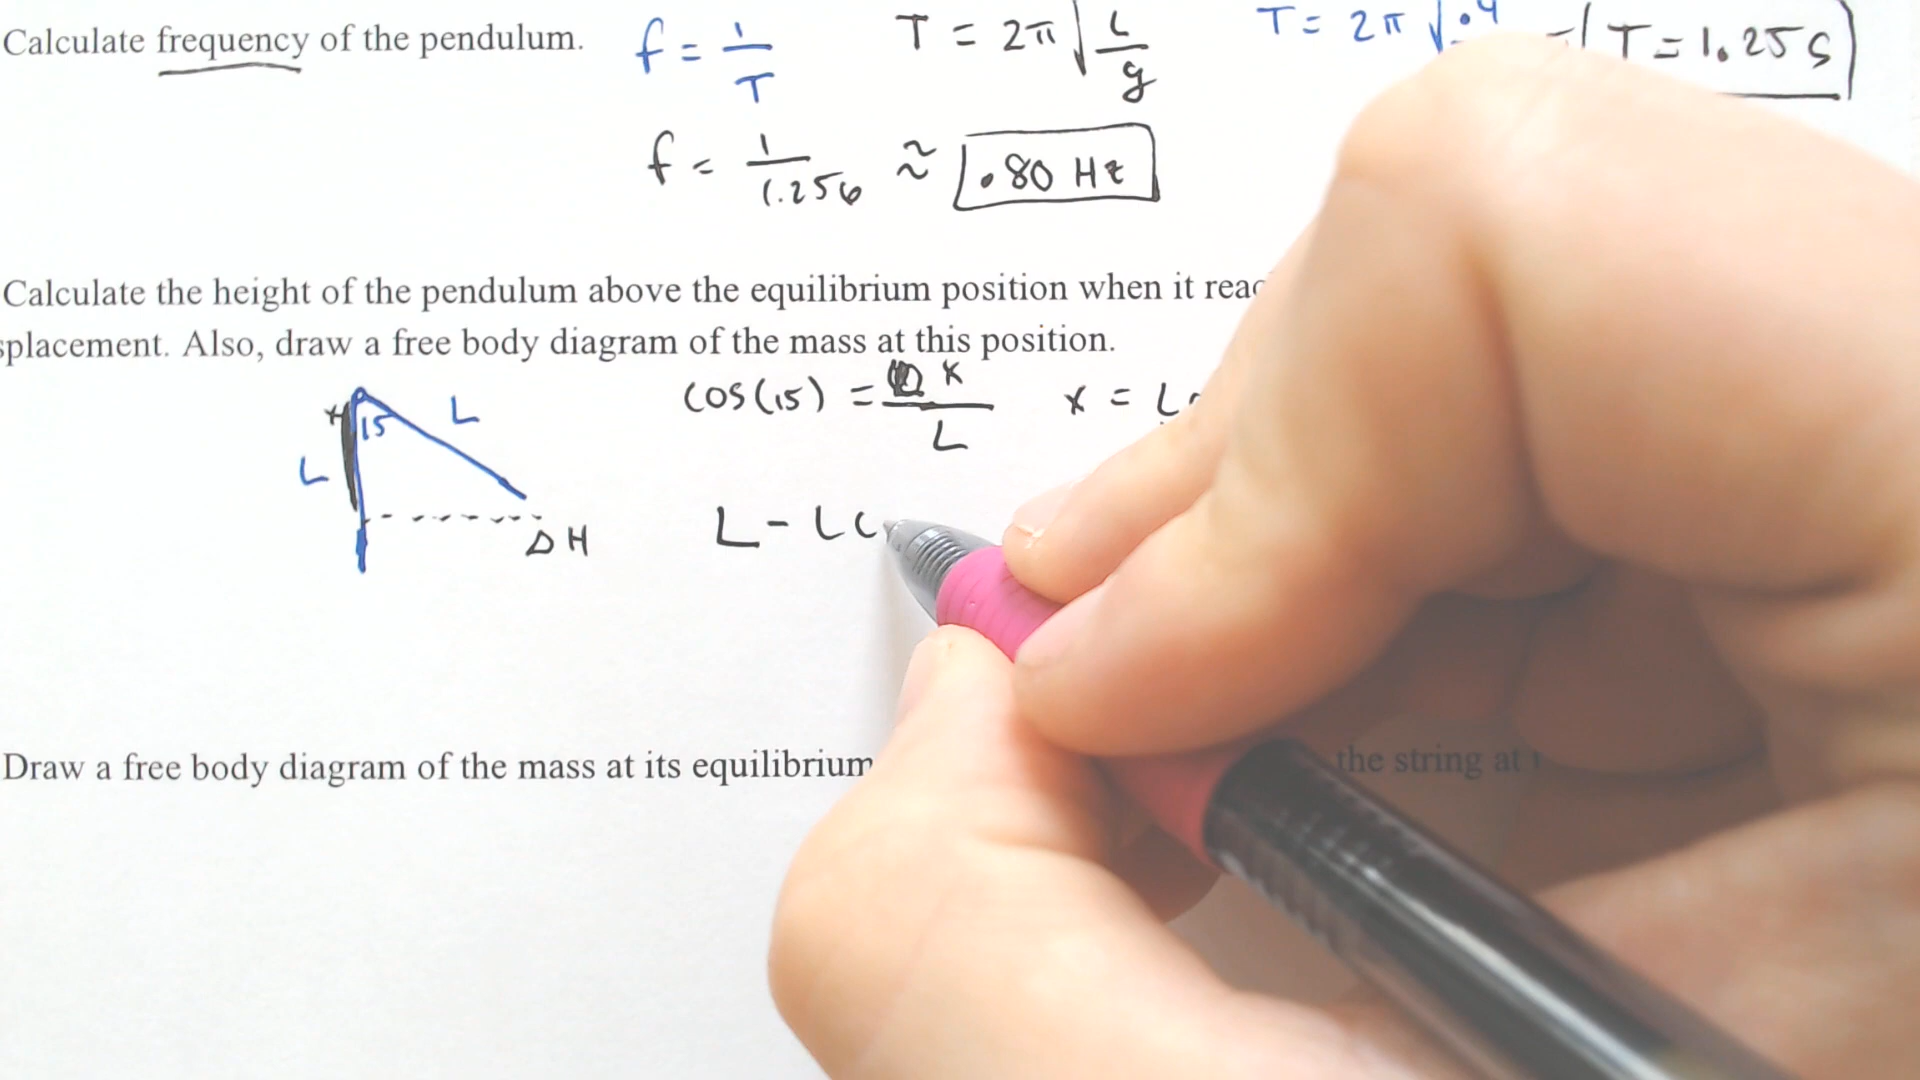 Calculate frequency of the pendulum. f = 1/T T = 2π √(L/g) T = 2π √.4 T = 1.25 s
f = 1/1.256 ≈ .80 Hz
Calculate the height of the pendulum above the equilibrium position when it reac
splacement. Also, draw a free body diagram of the mass at this position.
cos(15) = x/L x = L
15 L
L
L - Lc
ΔH
Draw a free body diagram of the mass at its equilibrium the string at